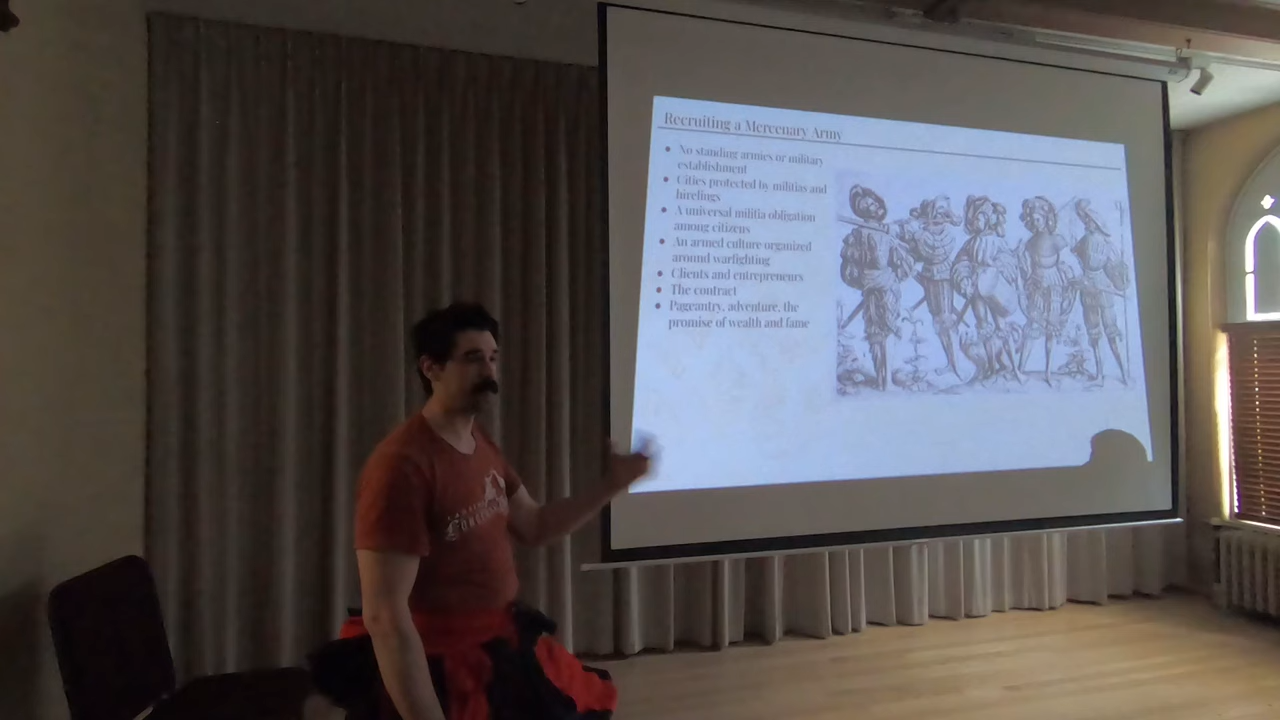 Recruiting a Mercenary Army
● No standing armies or military
establishment
● Cities protected by militias and
hirelings
● A universal militia obligation
among citizens
● An armed culture organized
around warfighting
● Clients and entrepreneurs
● The contract
● Pageantry, adventure, the
promise of wealth and fame